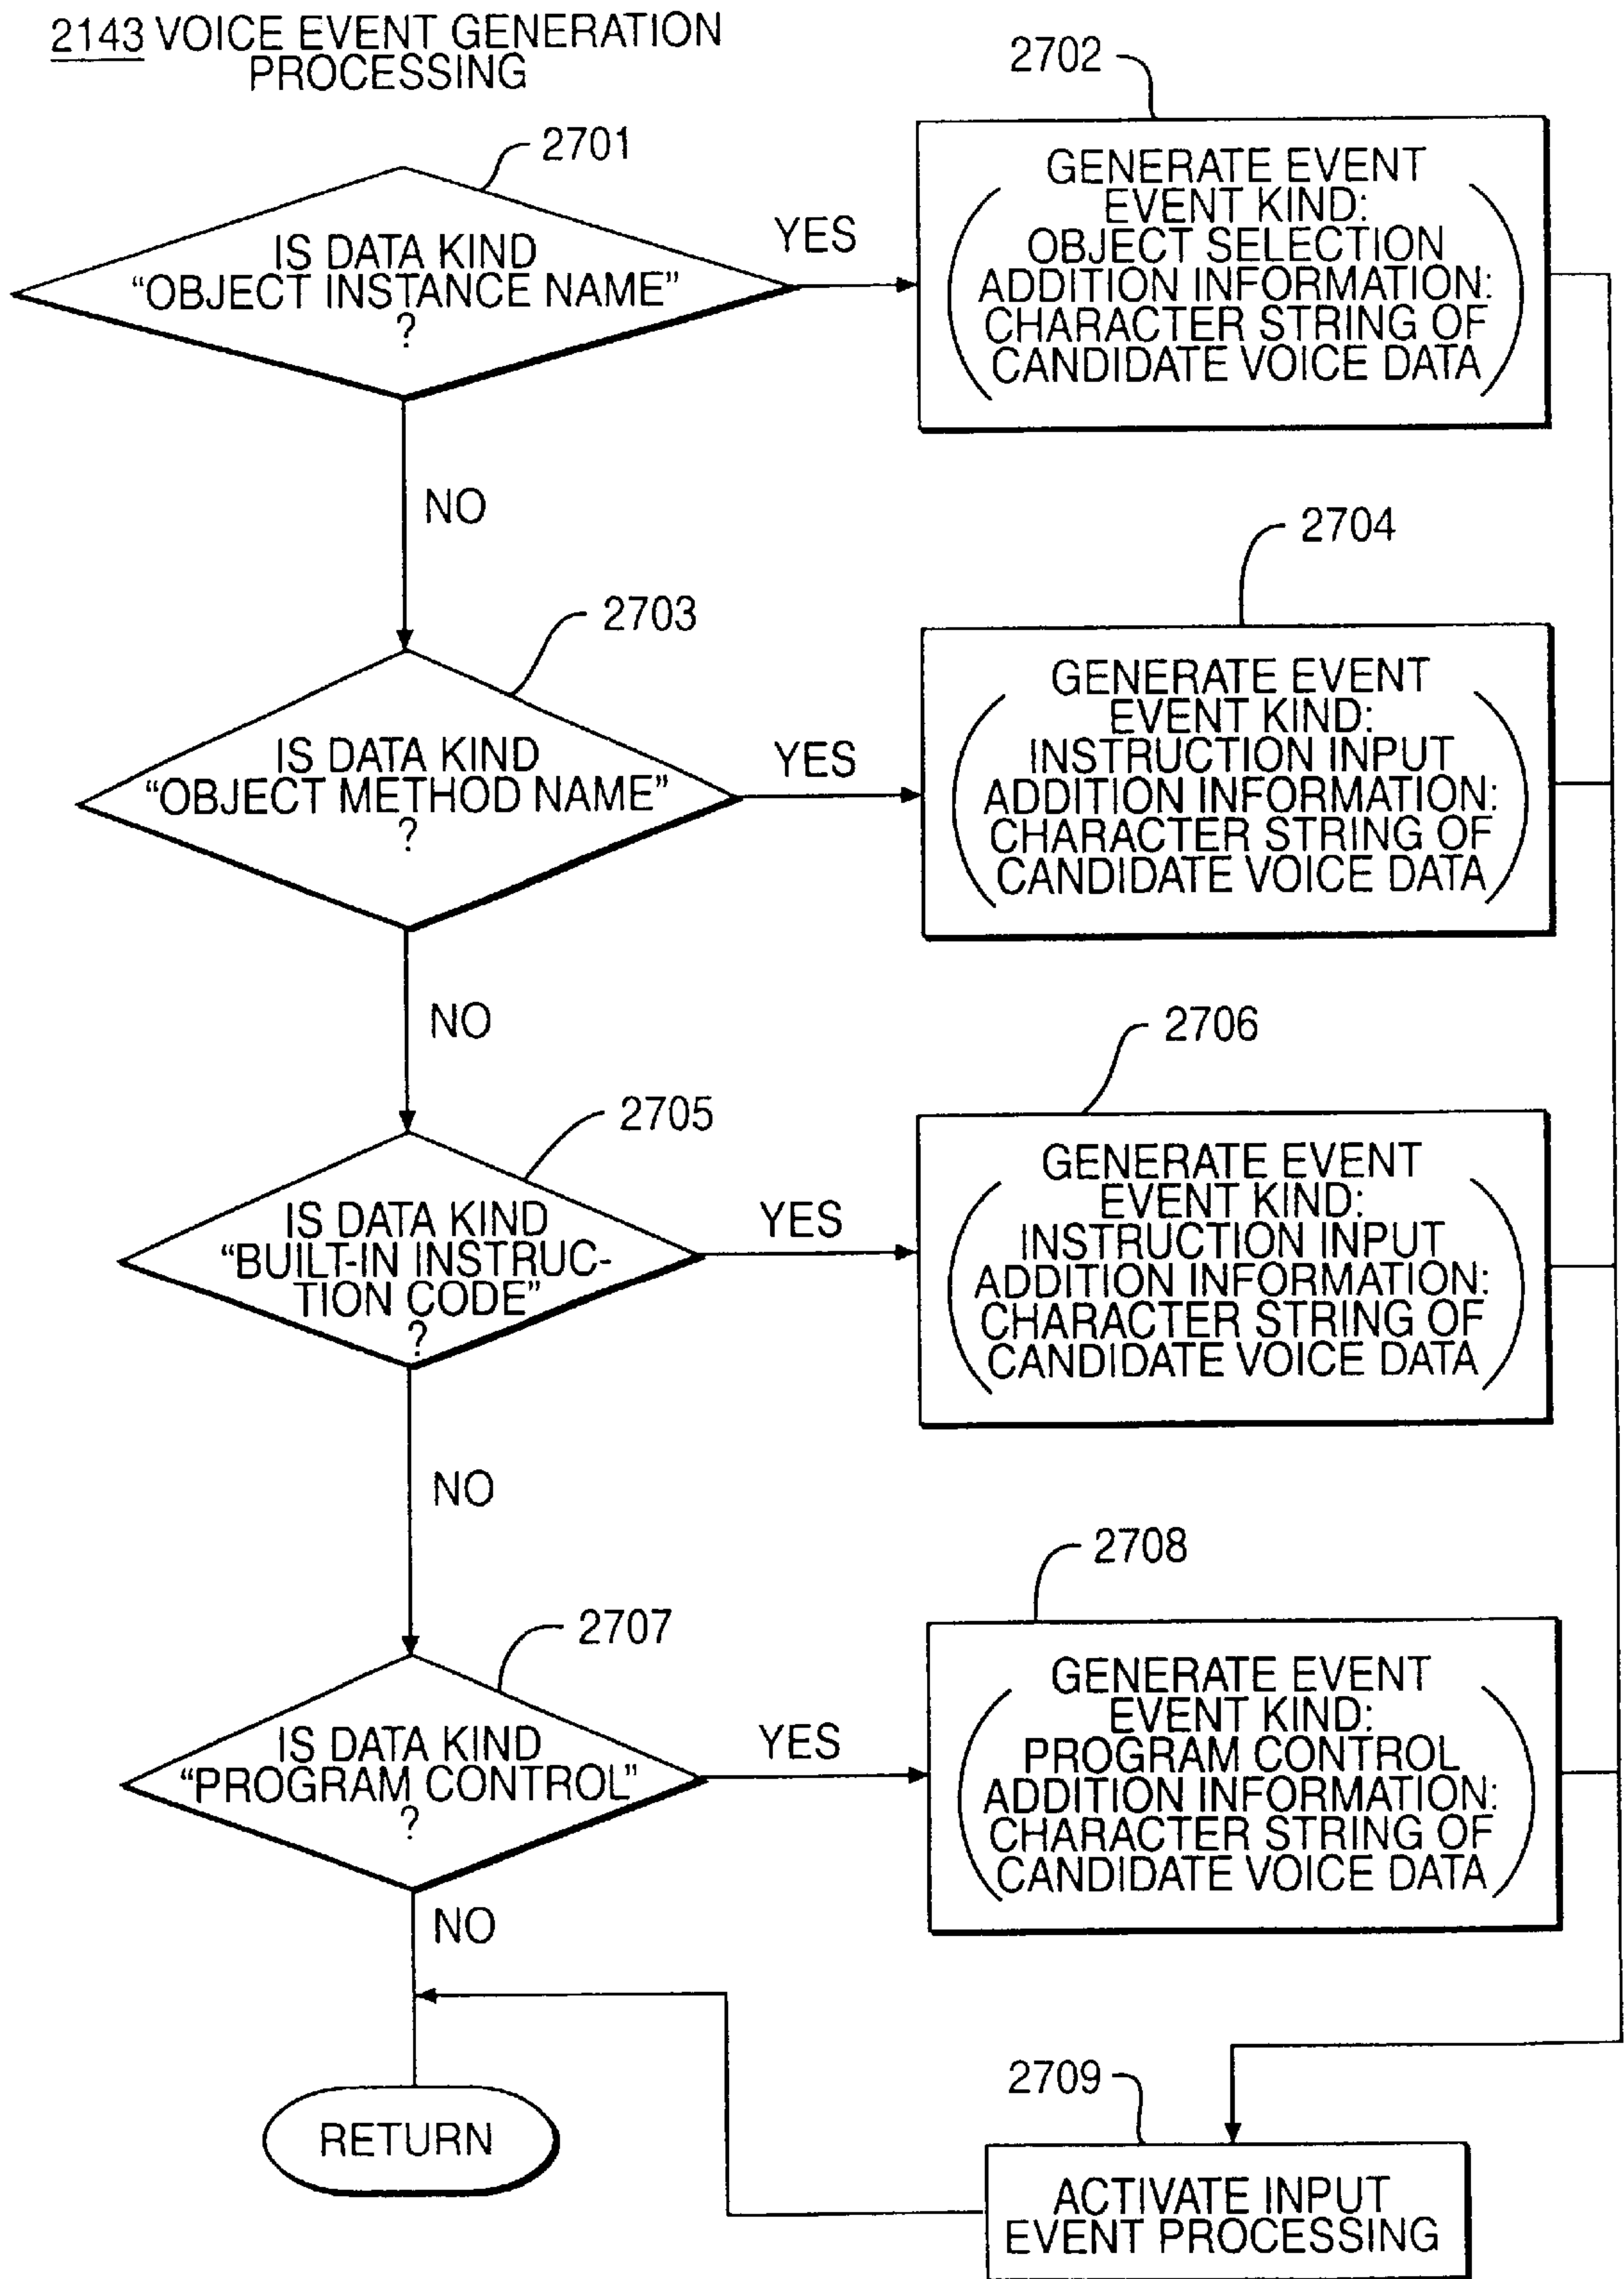 2143 VOICE EVENT GENERATION
PROCESSING
2701
IS DATA KIND
“OBJECT INSTANCE NAME”
?
YES
NO
2702
GENERATE EVENT
EVENT KIND:
OBJECT SELECTION
ADDITION INFORMATION:
CHARACTER STRING OF
CANDIDATE VOICE DATA
2703
IS DATA KIND
“OBJECT METHOD NAME”
?
YES
NO
2704
GENERATE EVENT
EVENT KIND:
INSTRUCTION INPUT
ADDITION INFORMATION:
CHARACTER STRING OF
CANDIDATE VOICE DATA
2705
IS DATA KIND
“BUILT-IN INSTRUC-
TION CODE”
?
YES
NO
2706
GENERATE EVENT
EVENT KIND:
INSTRUCTION INPUT
ADDITION INFORMATION:
CHARACTER STRING OF
CANDIDATE VOICE DATA
2707
IS DATA KIND
“PROGRAM CONTROL”
?
YES
NO
2708
GENERATE EVENT
EVENT KIND:
PROGRAM CONTROL
ADDITION INFORMATION:
CHARACTER STRING OF
CANDIDATE VOICE DATA
RETURN
2709
ACTIVATE INPUT
EVENT PROCESSING